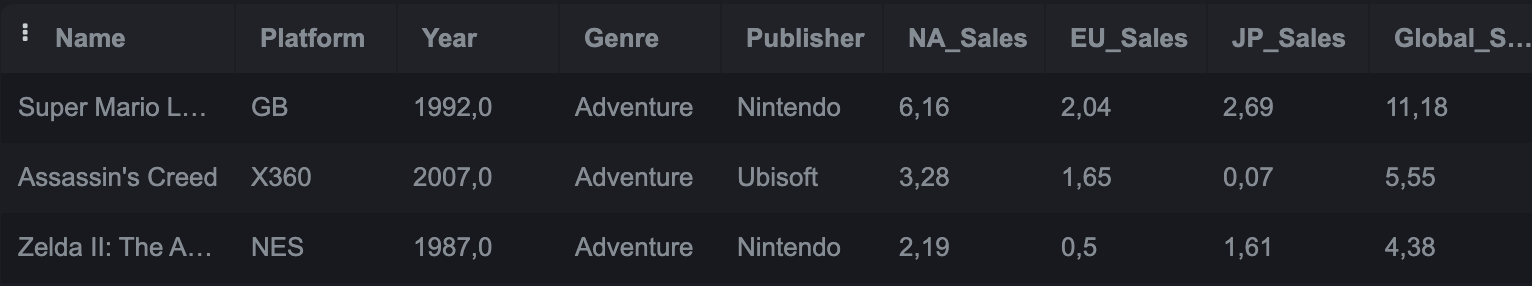 Name Platform Year Genre Publisher NA_Sales EU_Sales JP_Sales Global_S...
Super Mario L... GB 1992,0 Adventure Nintendo 6,16 2,04 2,69 11,18
Assassin's Creed X360 2007,0 Adventure Ubisoft 3,28 1,65 0,07 5,55
Zelda II: The A... NES 1987,0 Adventure Nintendo 2,19 0,5 1,61 4,38